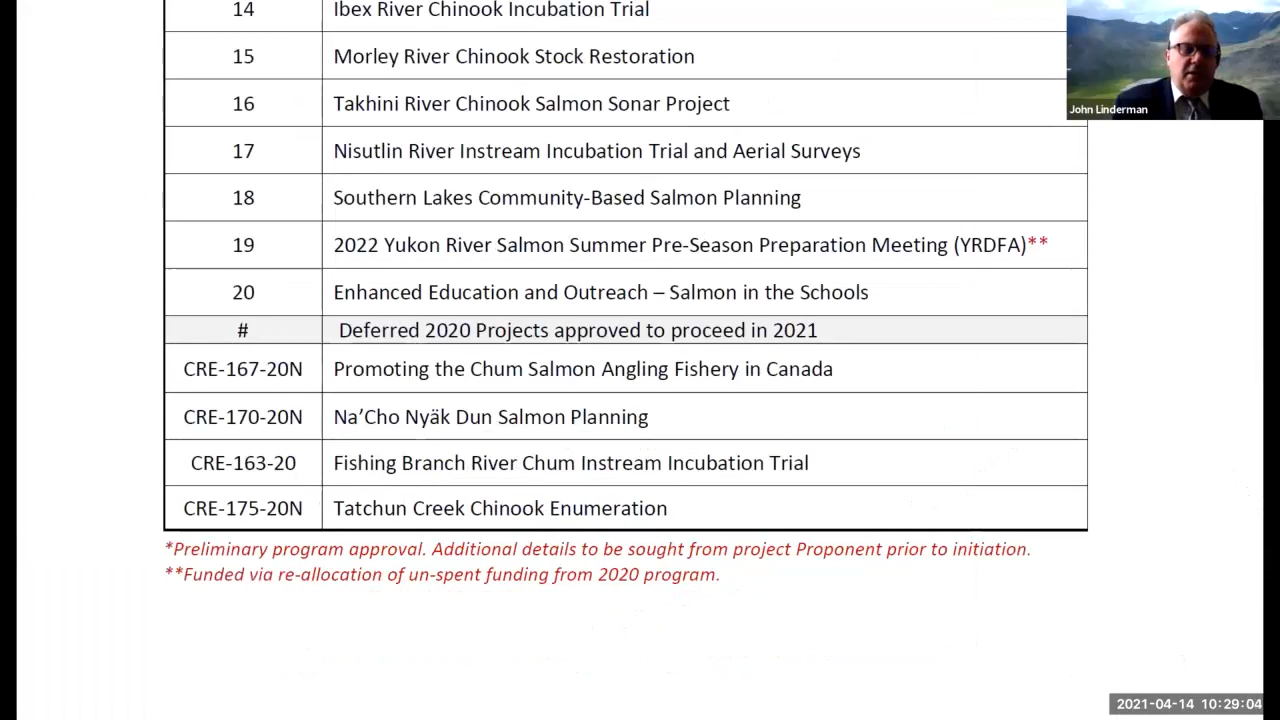 14 Ibex River Chinook Incubation Trial
John Linderman
15 Morley River Chinook Stock Restoration
16 Takhini River Chinook Salmon Sonar Project
17 Nisutlin River Instream Incubation Trial and Aerial Surveys
18 Southern Lakes Community-Based Salmon Planning
19 2022 Yukon River Salmon Summer Pre-Season Preparation Meeting (YRDFA)**
20 Enhanced Education and Outreach – Salmon in the Schools
# Deferred 2020 Projects approved to proceed in 2021
CRE-167-20N Promoting the Chum Salmon Angling Fishery in Canada
CRE-170-20N Na’Cho Nyäk Dun Salmon Planning
CRE-163-20 Fishing Branch River Chum Instream Incubation Trial
CRE-175-20N Tatchun Creek Chinook Enumeration
*Preliminary program approval. Additional details to be sought from project Proponent prior to initiation.
**Funded via re-allocation of un-spent funding from 2020 program.
2021-04-14 10:29:04